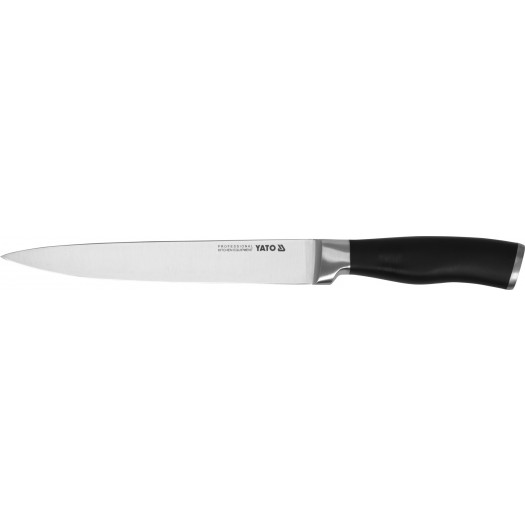 PROFESSIONAL
KITCHEN EQUIPMENT
YATO